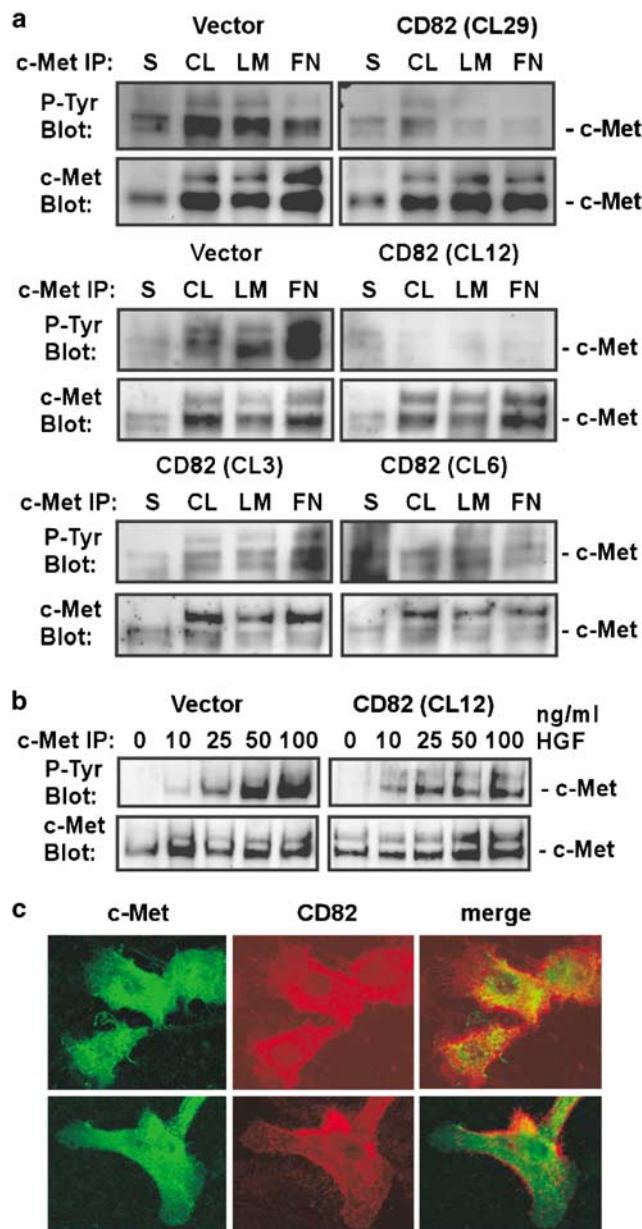 a
Vector CD82 (CL29)
c-Met IP: S CL LM FN S CL LM FN
P-Tyr
Blot: - c-Met
c-Met
Blot: - c-Met
Vector CD82 (CL12)
c-Met IP: S CL LM FN S CL LM FN
P-Tyr
Blot: - c-Met
c-Met
Blot: - c-Met
CD82 (CL3) CD82 (CL6)
c-Met IP: S CL LM FN S CL LM FN
P-Tyr
Blot: - c-Met
c-Met
Blot: - c-Met
b
Vector CD82 (CL12) ng/ml
c-Met IP: 0 10 25 50 100 0 10 25 50 100 HGF
P-Tyr
Blot: - c-Met
c-Met
Blot: - c-Met
c
c-Met CD82 merge